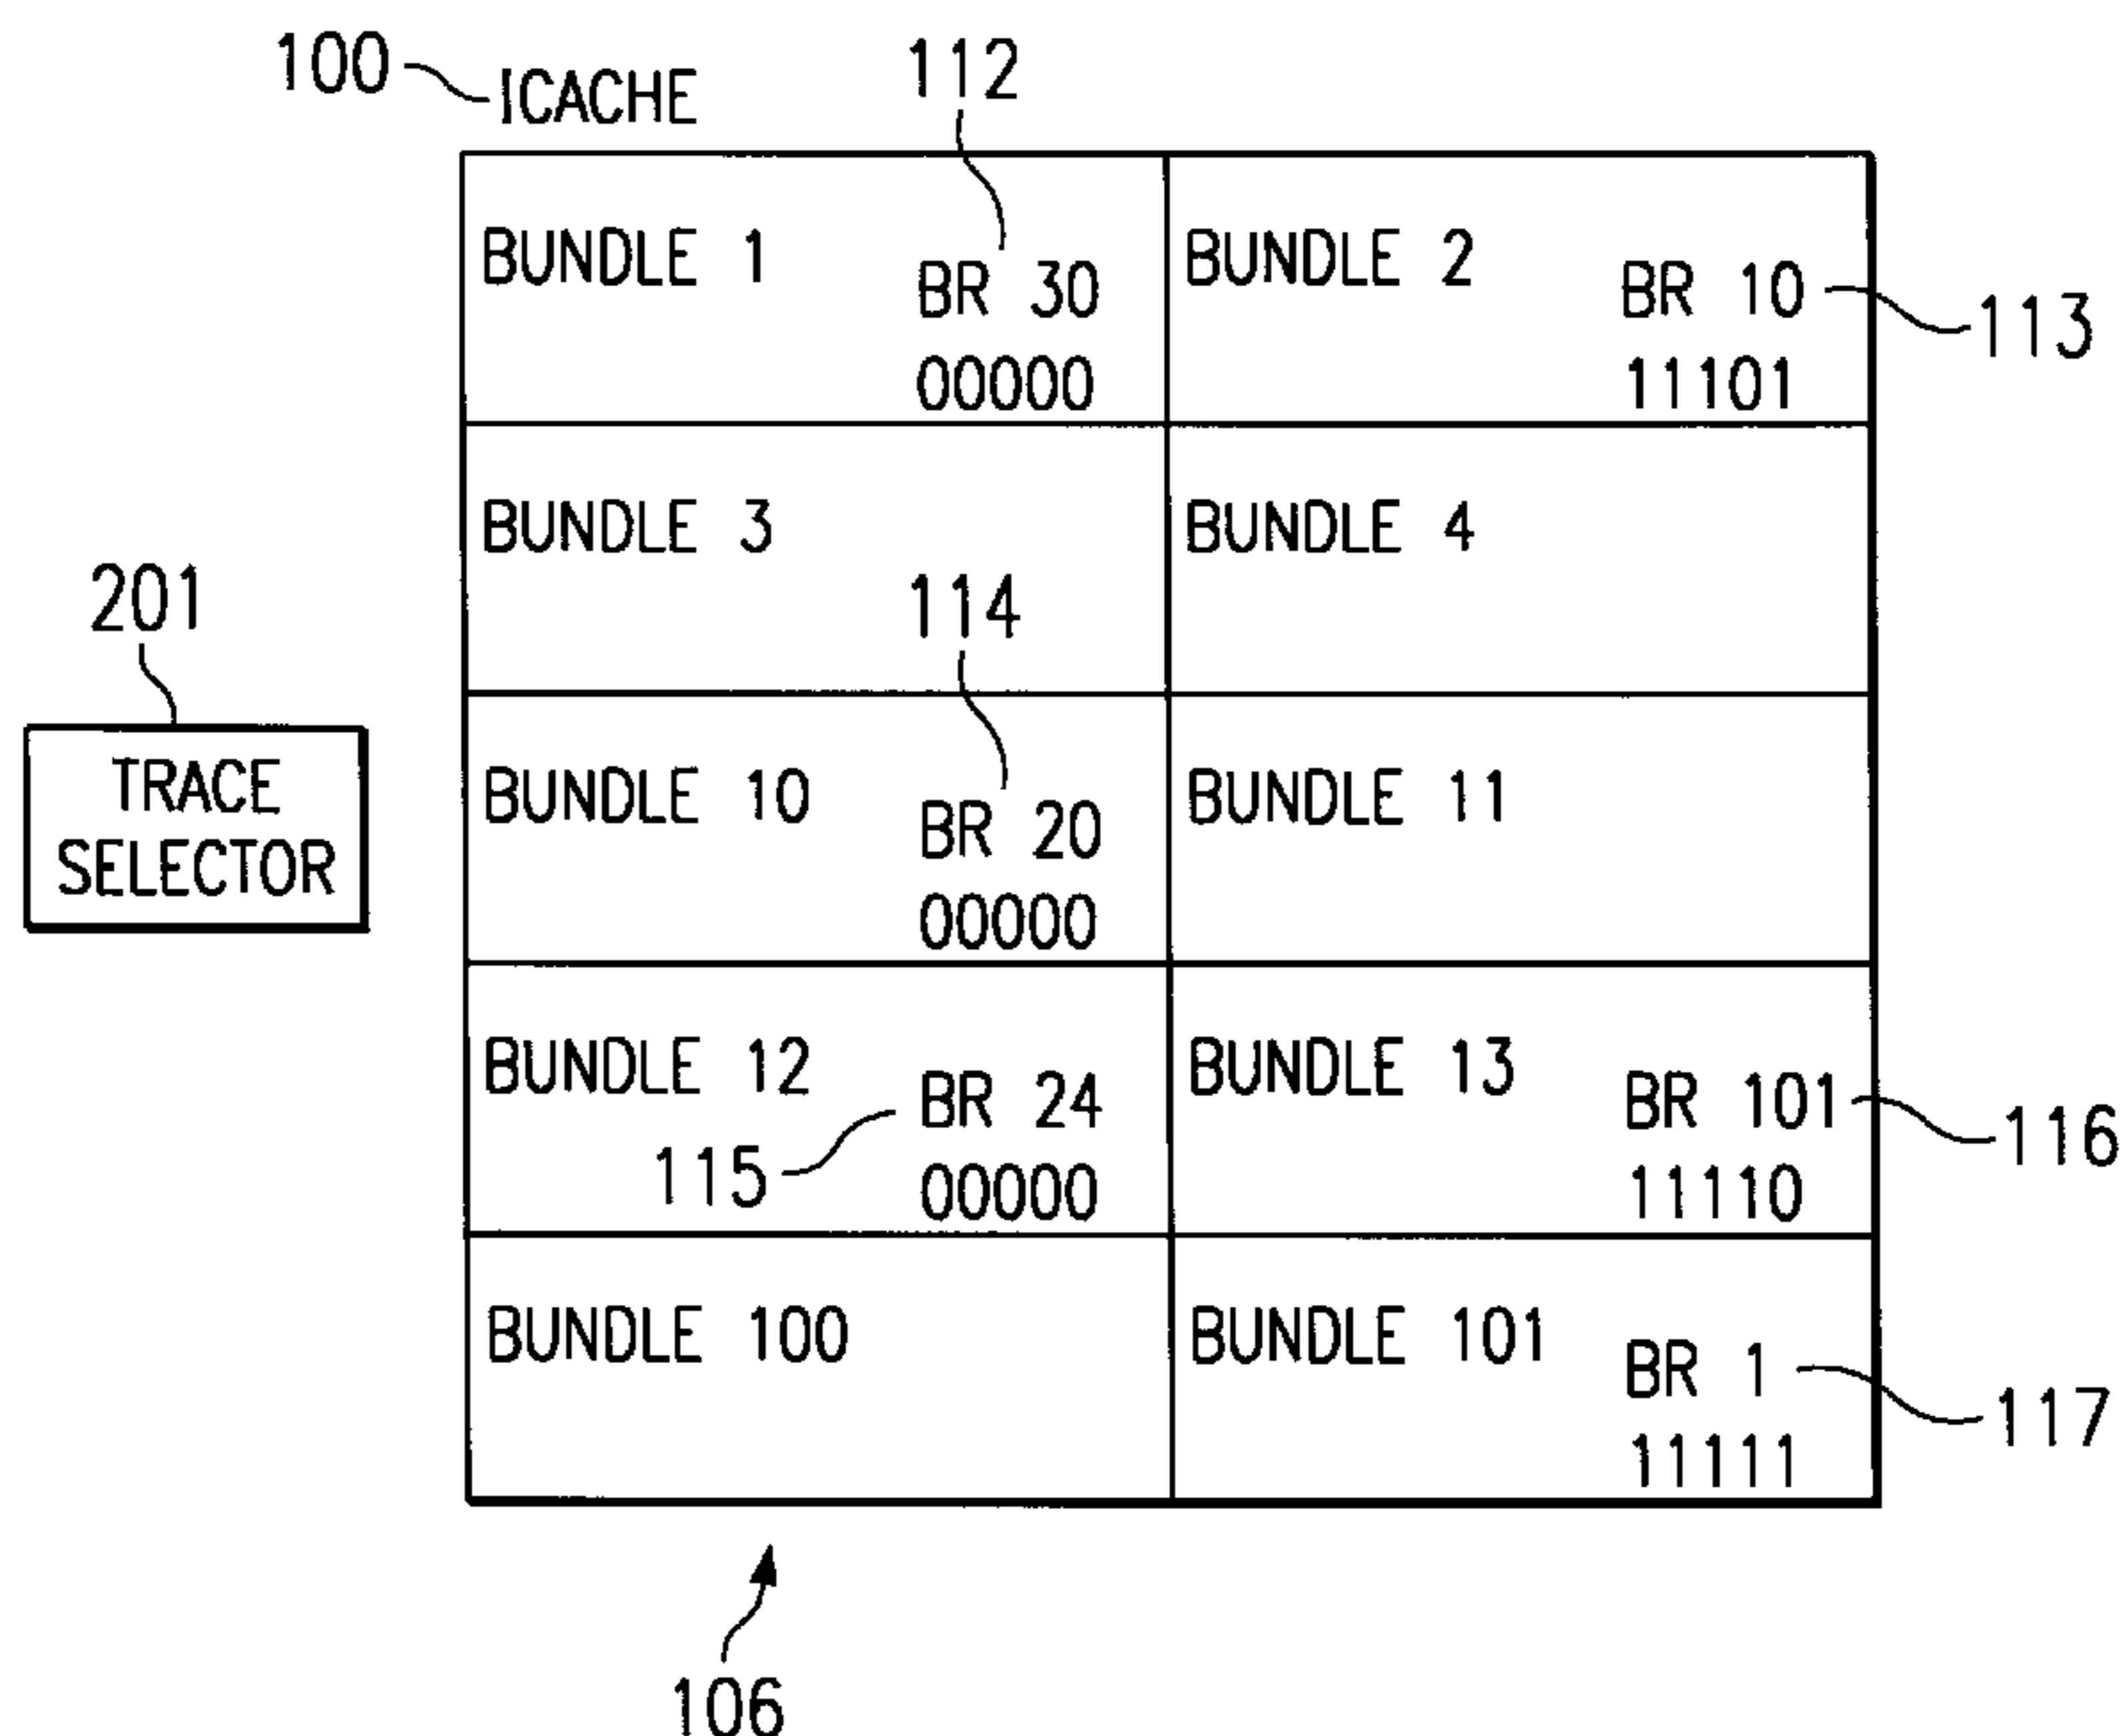 100
ICACHE
112
BUNDLE 1
BR 30
00000
BUNDLE 2
BR 10
11101
113
BUNDLE 3
BUNDLE 4
114
201
TRACE
SELECTOR
BUNDLE 10
BR 20
00000
BUNDLE 11
BUNDLE 12
BR 24
115
00000
BUNDLE 13
BR 101
11110
116
BUNDLE 100
BUNDLE 101
BR 1
11111
117
106